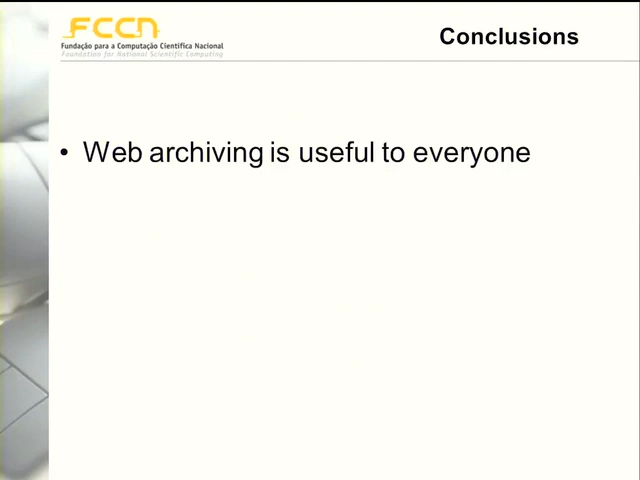 FCCN
Fundação para a Computação Científica Nacional
Foundation for National Scientific Computing
Conclusions
• Web archiving is useful to everyone